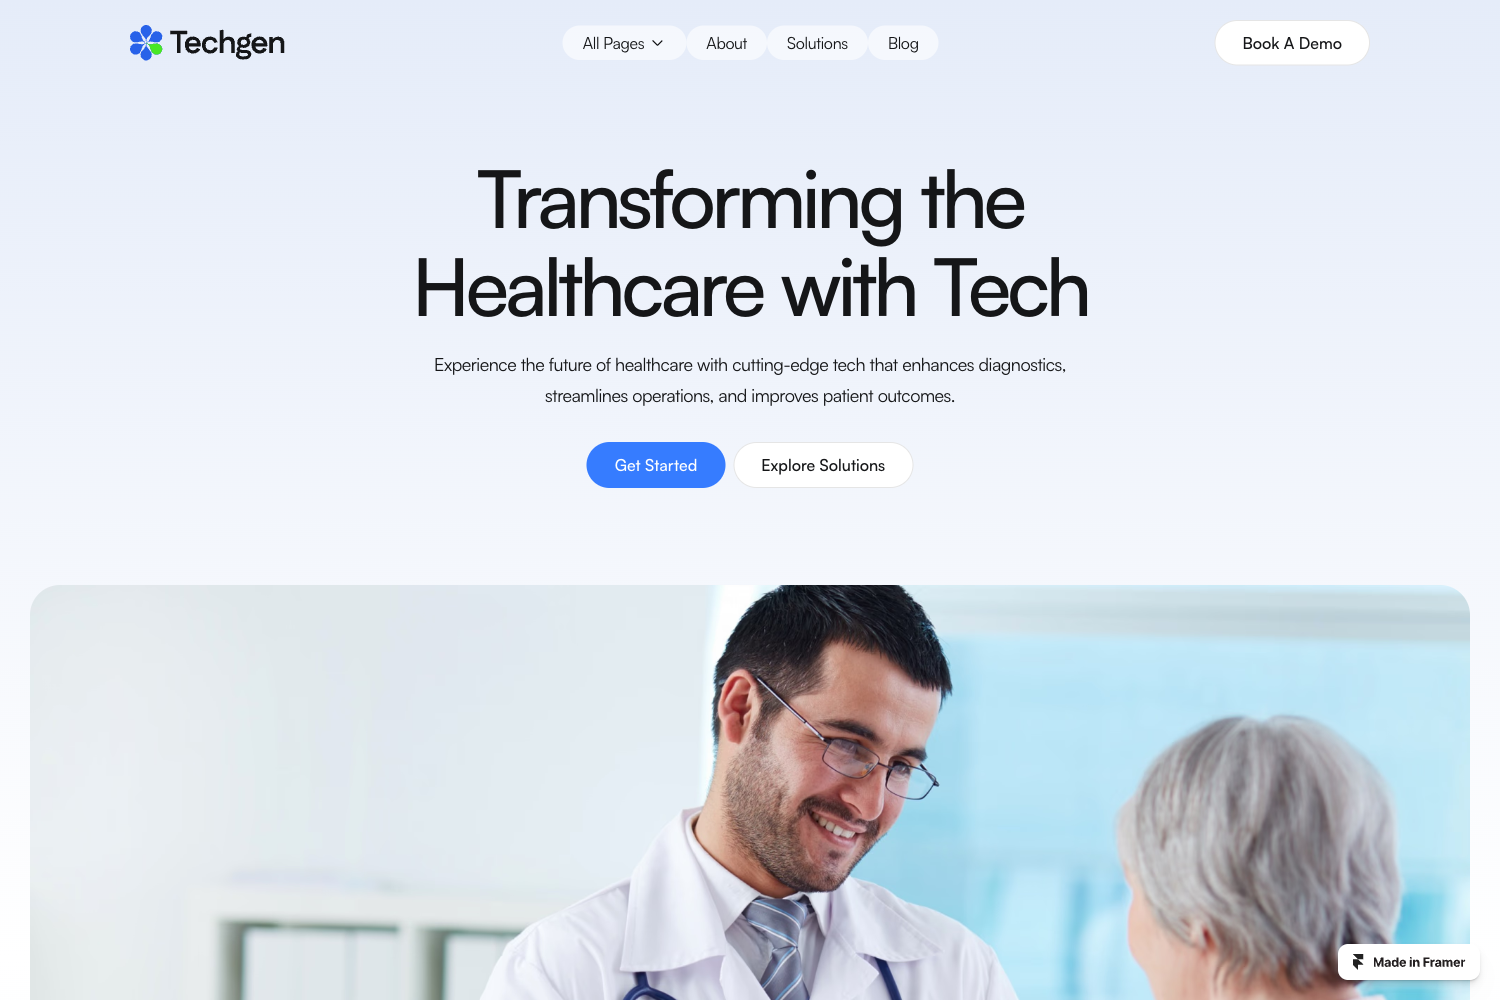 Techgen
All Pages
About
Solutions
Blog
Book A Demo
Transforming the
Healthcare with Tech
Experience the future of healthcare with cutting-edge tech that enhances diagnostics,
streamlines operations, and improves patient outcomes.
Get Started
Explore Solutions
Made in Framer